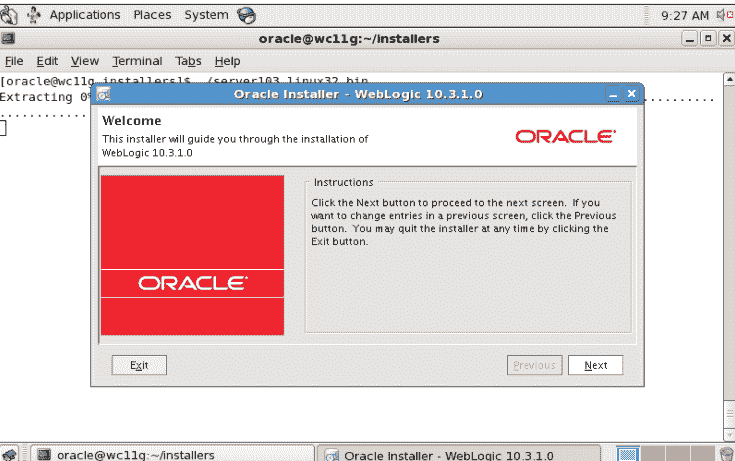 Applications Places System 9:27 AM
oracle@wc11g:~/installers
File Edit View Terminal Tabs Help
[oracle@wc11g installers]$ ./server103_linux32.bin
Extracting 0%
Oracle Installer - WebLogic 10.3.1.0
Welcome
This installer will guide you through the installation of
WebLogic 10.3.1.0
ORACLE
Instructions
Click the Next button to proceed to the next screen. If you
want to change entries in a previous screen, click the Previous
button. You may quit the installer at any time by clicking the
Exit button.
ORACLE
Exit Previous Next
oracle@wc11g:~/installers Oracle Installer - WebLogic 10.3.1.0